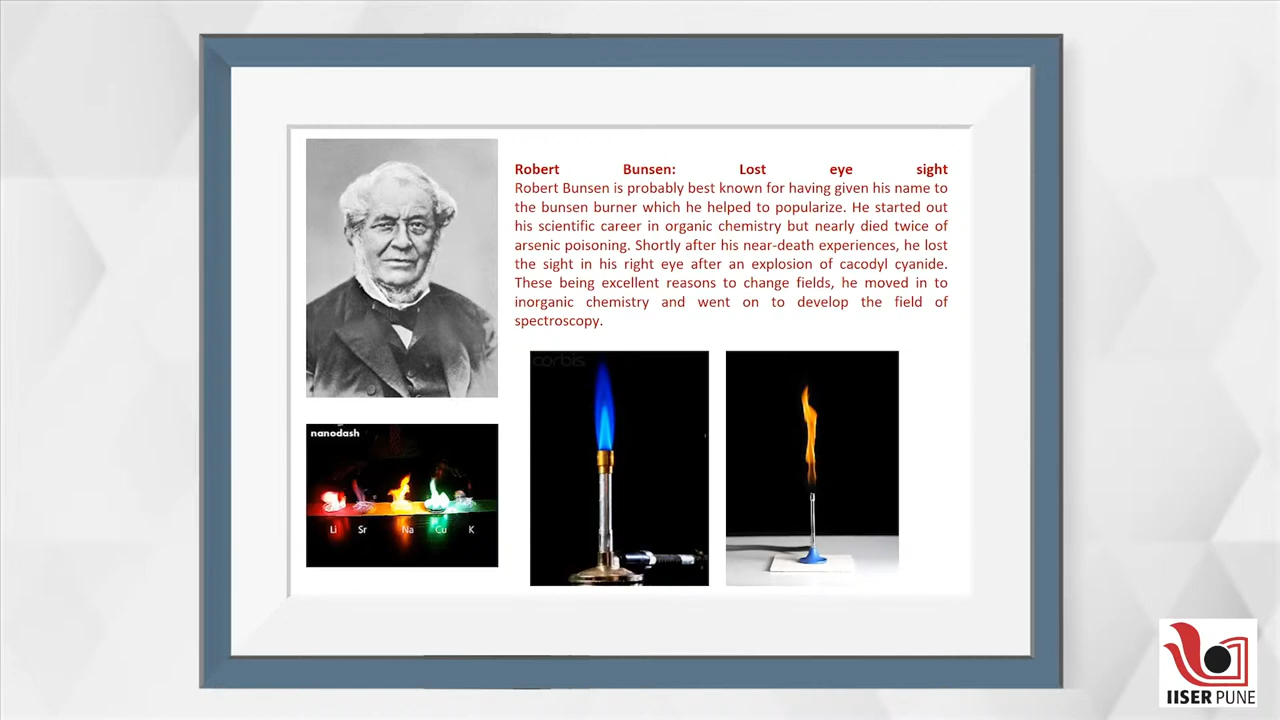 Robert Bunsen: Lost eye sight
Robert Bunsen is probably best known for having given his name to
the bunsen burner which he helped to popularize. He started out
his scientific career in organic chemistry but nearly died twice of
arsenic poisoning. Shortly after his near-death experiences, he lost
the sight in his right eye after an explosion of cacodyl cyanide.
These being excellent reasons to change fields, he moved in to
inorganic chemistry and went on to develop the field of
spectroscopy.
corbis
nanodash
Li Sr Na Cu K
IISER PUNE